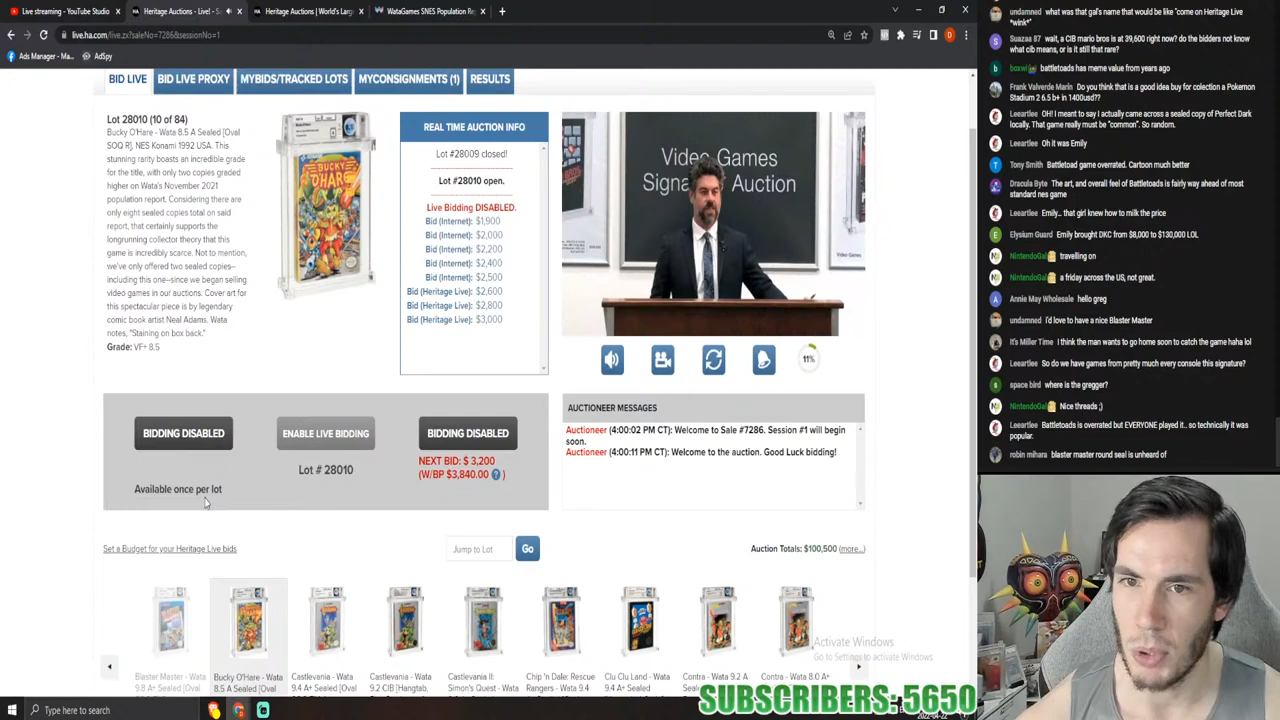 Live streaming - YouTube Studio
Heritage Auctions - Live! - S
Heritage Auctions | World's Larg
WataGames SNES Population Re
live.ha.com/live.zx?saleNo=7286&sessionNo=1
Ads Manager - Ma...
AdSpy
BID LIVE
BID LIVE PROXY
MYBIDS/TRACKED LOTS
MYCONSIGNMENTS (1)
RESULTS
Lot 28010 (10 of 84)
Bucky O'Hare - Wata 8.5 A Sealed [Oval
SOQ R], NES Konami 1992 USA. This
stunning rarity boasts an incredible grade
for the title, with only two copies graded
higher on Wata's November 2021
population report. Considering there are
only eight sealed copies total on said
report, that certainly supports the
longrunning collector theory that this
game is incredibly scarce. Not to mention,
we've only offered two sealed copies--
including this one--since we began selling
video games in our auctions. Cover art for
this spectacular piece is by legendary
comic book artist Neal Adams. Wata
notes, "Staining on box back."
Grade: VF+ 8.5
BUCKY O'HARE
REAL TIME AUCTION INFO
Lot #28009 closed!
Lot #28010 open.
Live Bidding DISABLED.
Bid (Internet): $1,900
Bid (Internet): $2,000
Bid (Internet): $2,200
Bid (Internet): $2,400
Bid (Internet): $2,500
Bid (Heritage Live): $2,600
Bid (Heritage Live): $2,800
Bid (Heritage Live): $3,000
Video Games
Signa Auction
Video Games
11%
BIDDING DISABLED
ENABLE LIVE BIDDING
BIDDING DISABLED
Lot # 28010
NEXT BID: $ 3,200
(W/BP $3,840.00 ? )
Available once per lot
AUCTIONEER MESSAGES
Auctioneer (4:00:02 PM CT): Welcome to Sale #7286. Session #1 will begin
soon.
Auctioneer (4:00:11 PM CT): Welcome to the auction. Good Luck bidding!
Set a Budget for your Heritage Live bids
Jump to Lot
Go
Auction Totals: $100,500 (more...)
Blaster Master - Wata
9.8 A+ Sealed [Oval
Bucky O'Hare - Wata
8.5 A Sealed [Oval
Castlevania - Wata
9.4 A+ Sealed [Oval
Castlevania - Wata
9.2 CIB [Hangtab,
Castlevania II:
Simon's Quest - Wata
Chip 'n Dale: Rescue
Rangers - Wata 9.4
Clu Clu Land - Wata
9.4 A+ Sealed
Contra - Wata 9.2 A
Sealed [Oval
Contra - Wata 8.0 A+
Activate Windows
Go to Settings to activate Windows
SUBSCRIBERS: 5650
Type here to search
2022-04-22
undamned what was that gal's name that would be like "come on Heritage Live
*wink*"
Suazaa 87 wait, a CIB mario bros is at 39,600 right now? do the bidders not know
what cib means, or is it still that rare?
boxwi battletoads has meme value from years ago
Frank Valverde Marín Do you think that is a good idea buy for colection a Pokemon
Stadium 2 6.5 b+ in 1400usd??
Leeartlee OH! I meant to say I actually came across a sealed copy of Perfect Dark
locally. That game really must be "common". So random.
Leeartlee Oh it was Emily
Tony Smith Battletoad game overrated. Cartoon much better
Dracula Byte The art, and overall feel of Battletoads is fairly way ahead of most
standard nes game
Leeartlee Emily... that girl knew how to milk the price
Elysium Guard Emily brought DKC from $8,000 to $130,000 LOL
NintendoGal travelling on
NintendoGal a friday across the US, not great.
Annie May Wholesale hello greg
undamned i'd love to have a nice Blaster Master
It's Miller Time I think the man wants to go home soon to catch the game haha lol
Leeartlee So do we have games from pretty much every console this signature?
space bird where is the gregger?
NintendoGal Nice threads ;)
Leeartlee Battletoads is overrated but EVERYONE played it.. so technically it was
popular.
robin mihara blaster master round seal is unheard of